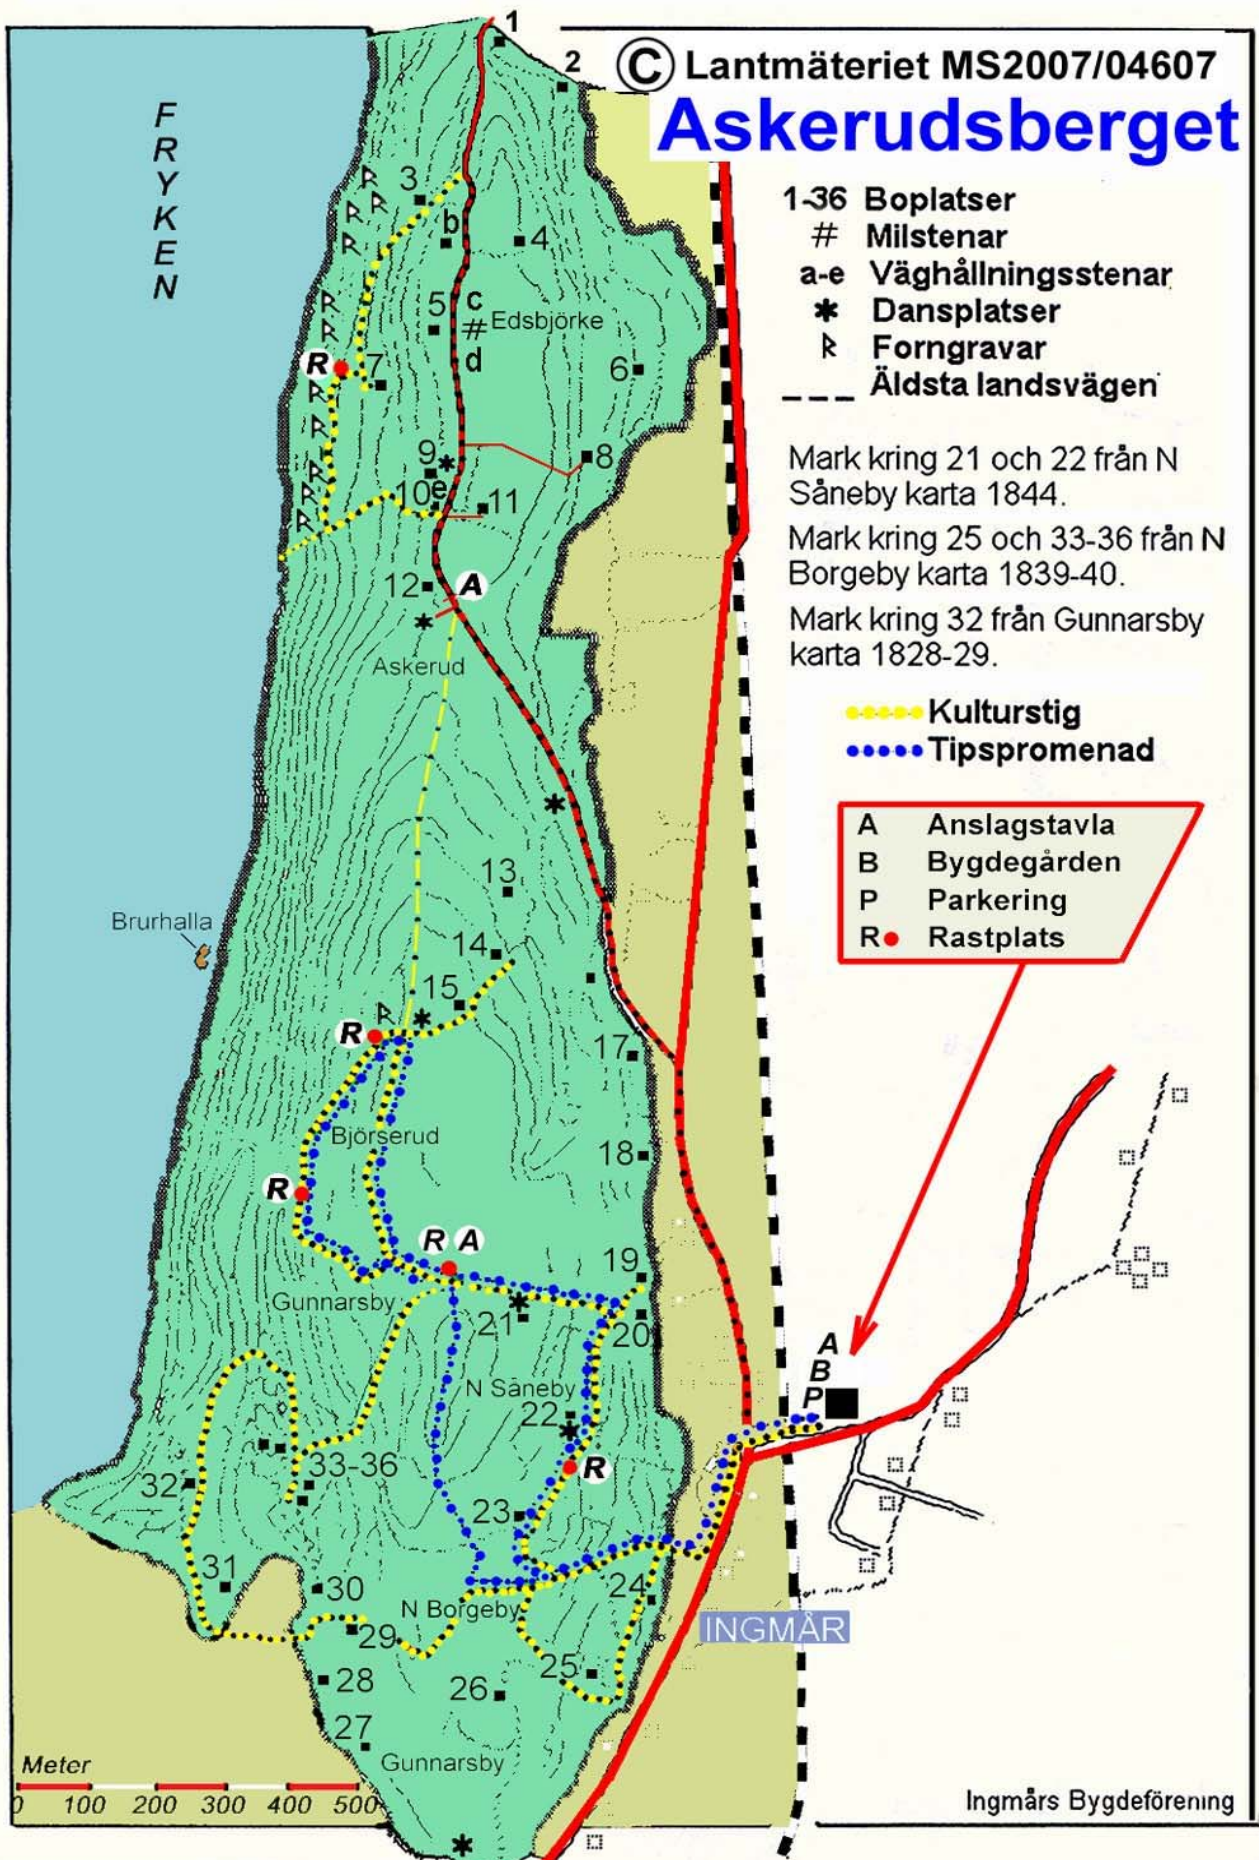 1
2
© Lantmäteriet MS2007/04607
Askerudsberget
FRYKEN
1-36 Boplatser
# Milstenar
a-e Väghållningsstenar
* Dansplatser
Forngravar
Äldsta landsvägen
3
b
4
c
5
# Edsbjörke
d
6
R
7
9
8
10 e
11
Mark kring 21 och 22 från N
Såneby karta 1844.
Mark kring 25 och 33-36 från N
Borgeby karta 1839-40.
Mark kring 32 från Gunnarsby
karta 1828-29.
12
A
Askerud
Kulturstig
Tipspromenad
A Anslagstavla
B Bygdegården
P Parkering
R Rastplats
13
Brurhalla
14
15
R
17
Björserud
18
R
R A
19
Gunnarsby
21
20
A
B
P
N Såneby
22
R
33-36
32
23
31
30
24
N Borgeby
29
INGMÅR
28
25
26
27
Gunnarsby
Meter
0 100 200 300 400 500
Ingmårs Bygdeförening